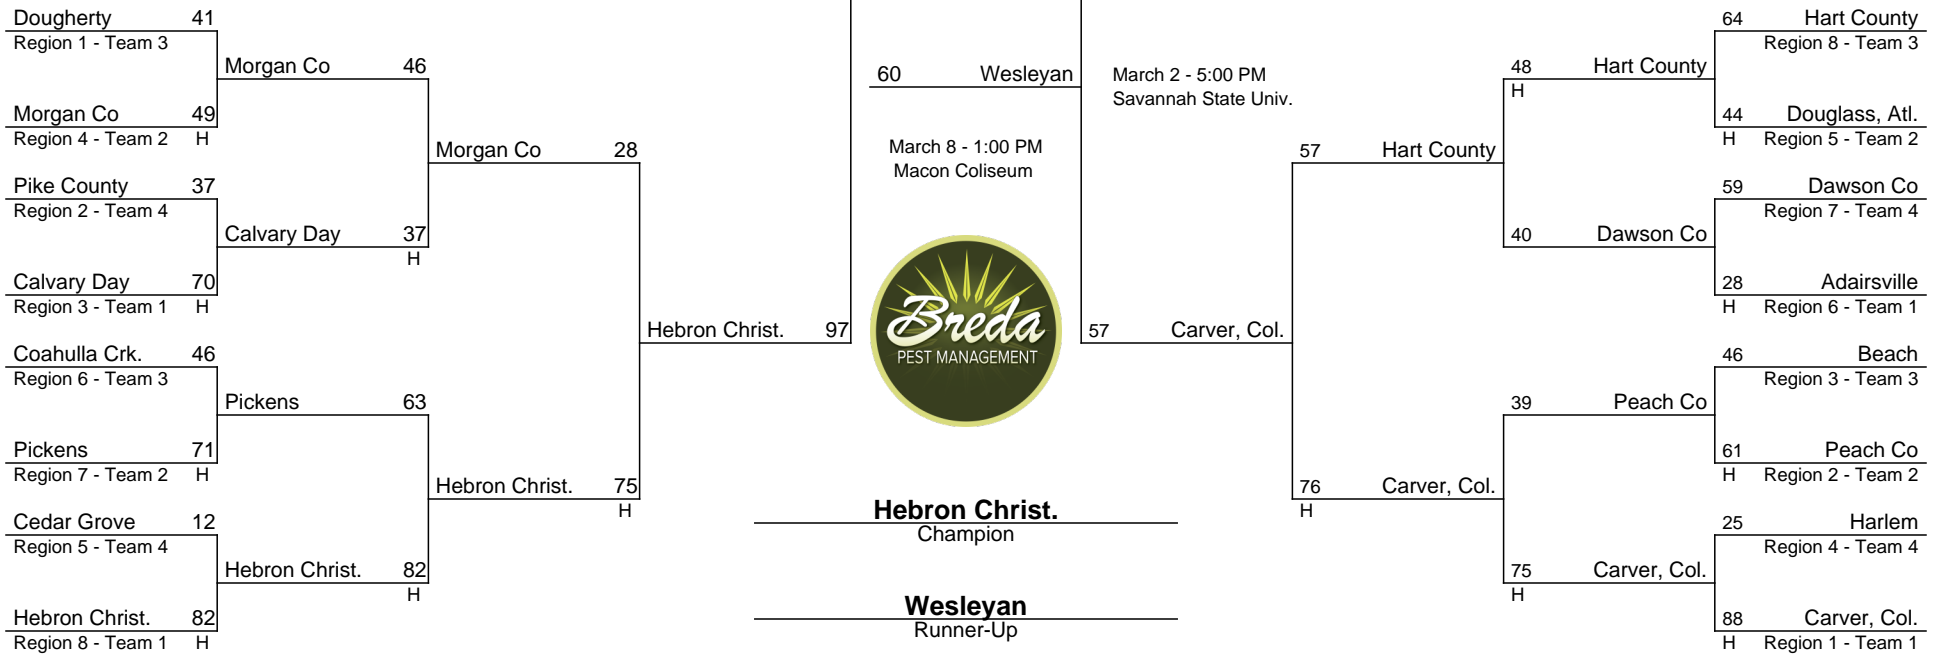 Dougherty 41
Region 1 - Team 3
Morgan Co 46
Morgan Co 49
Region 4 - Team 2 H
Morgan Co 28
Pike County 37
Region 2 - Team 4
Calvary Day 37
H
Calvary Day 70
Region 3 - Team 1 H
Hebron Christ. 97
Coahulla Crk. 46
Region 6 - Team 3
Pickens 63
Pickens 71
Region 7 - Team 2 H
Hebron Christ. 75
H
Cedar Grove 12
Region 5 - Team 4
Hebron Christ. 82
H
Hebron Christ. 82
Region 8 - Team 1 H
60 Wesleyan
March 8 - 1:00 PM
Macon Coliseum
Breda
PEST MANAGEMENT
Hebron Christ.
Champion
Wesleyan
Runner-Up
March 2 - 5:00 PM
Savannah State Univ.
57 Carver, Col.
57 Hart County
76 Carver, Col.
H
48 Hart County
H
40 Dawson Co
39 Peach Co
75 Carver, Col.
H
64 Hart County
Region 8 - Team 3
44 Douglass, Atl.
H Region 5 - Team 2
59 Dawson Co
Region 7 - Team 4
28 Adairsville
H Region 6 - Team 1
46 Beach
Region 3 - Team 3
61 Peach Co
H Region 2 - Team 2
25 Harlem
Region 4 - Team 4
88 Carver, Col.
H Region 1 - Team 1